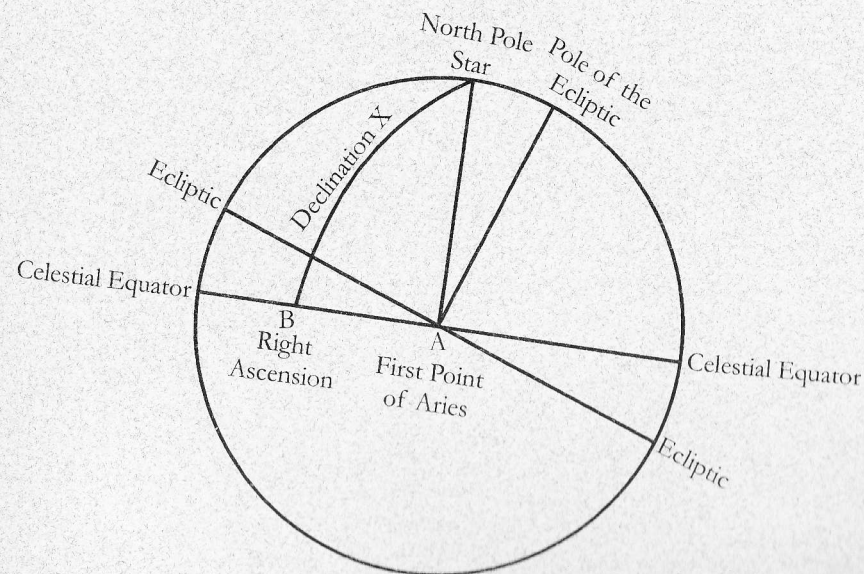 North Pole
Star
Pole of the
Ecliptic
Declination X
Ecliptic
Celestial Equator
B
Right
Ascension
A
First Point
of Aries
Celestial Equator
Ecliptic